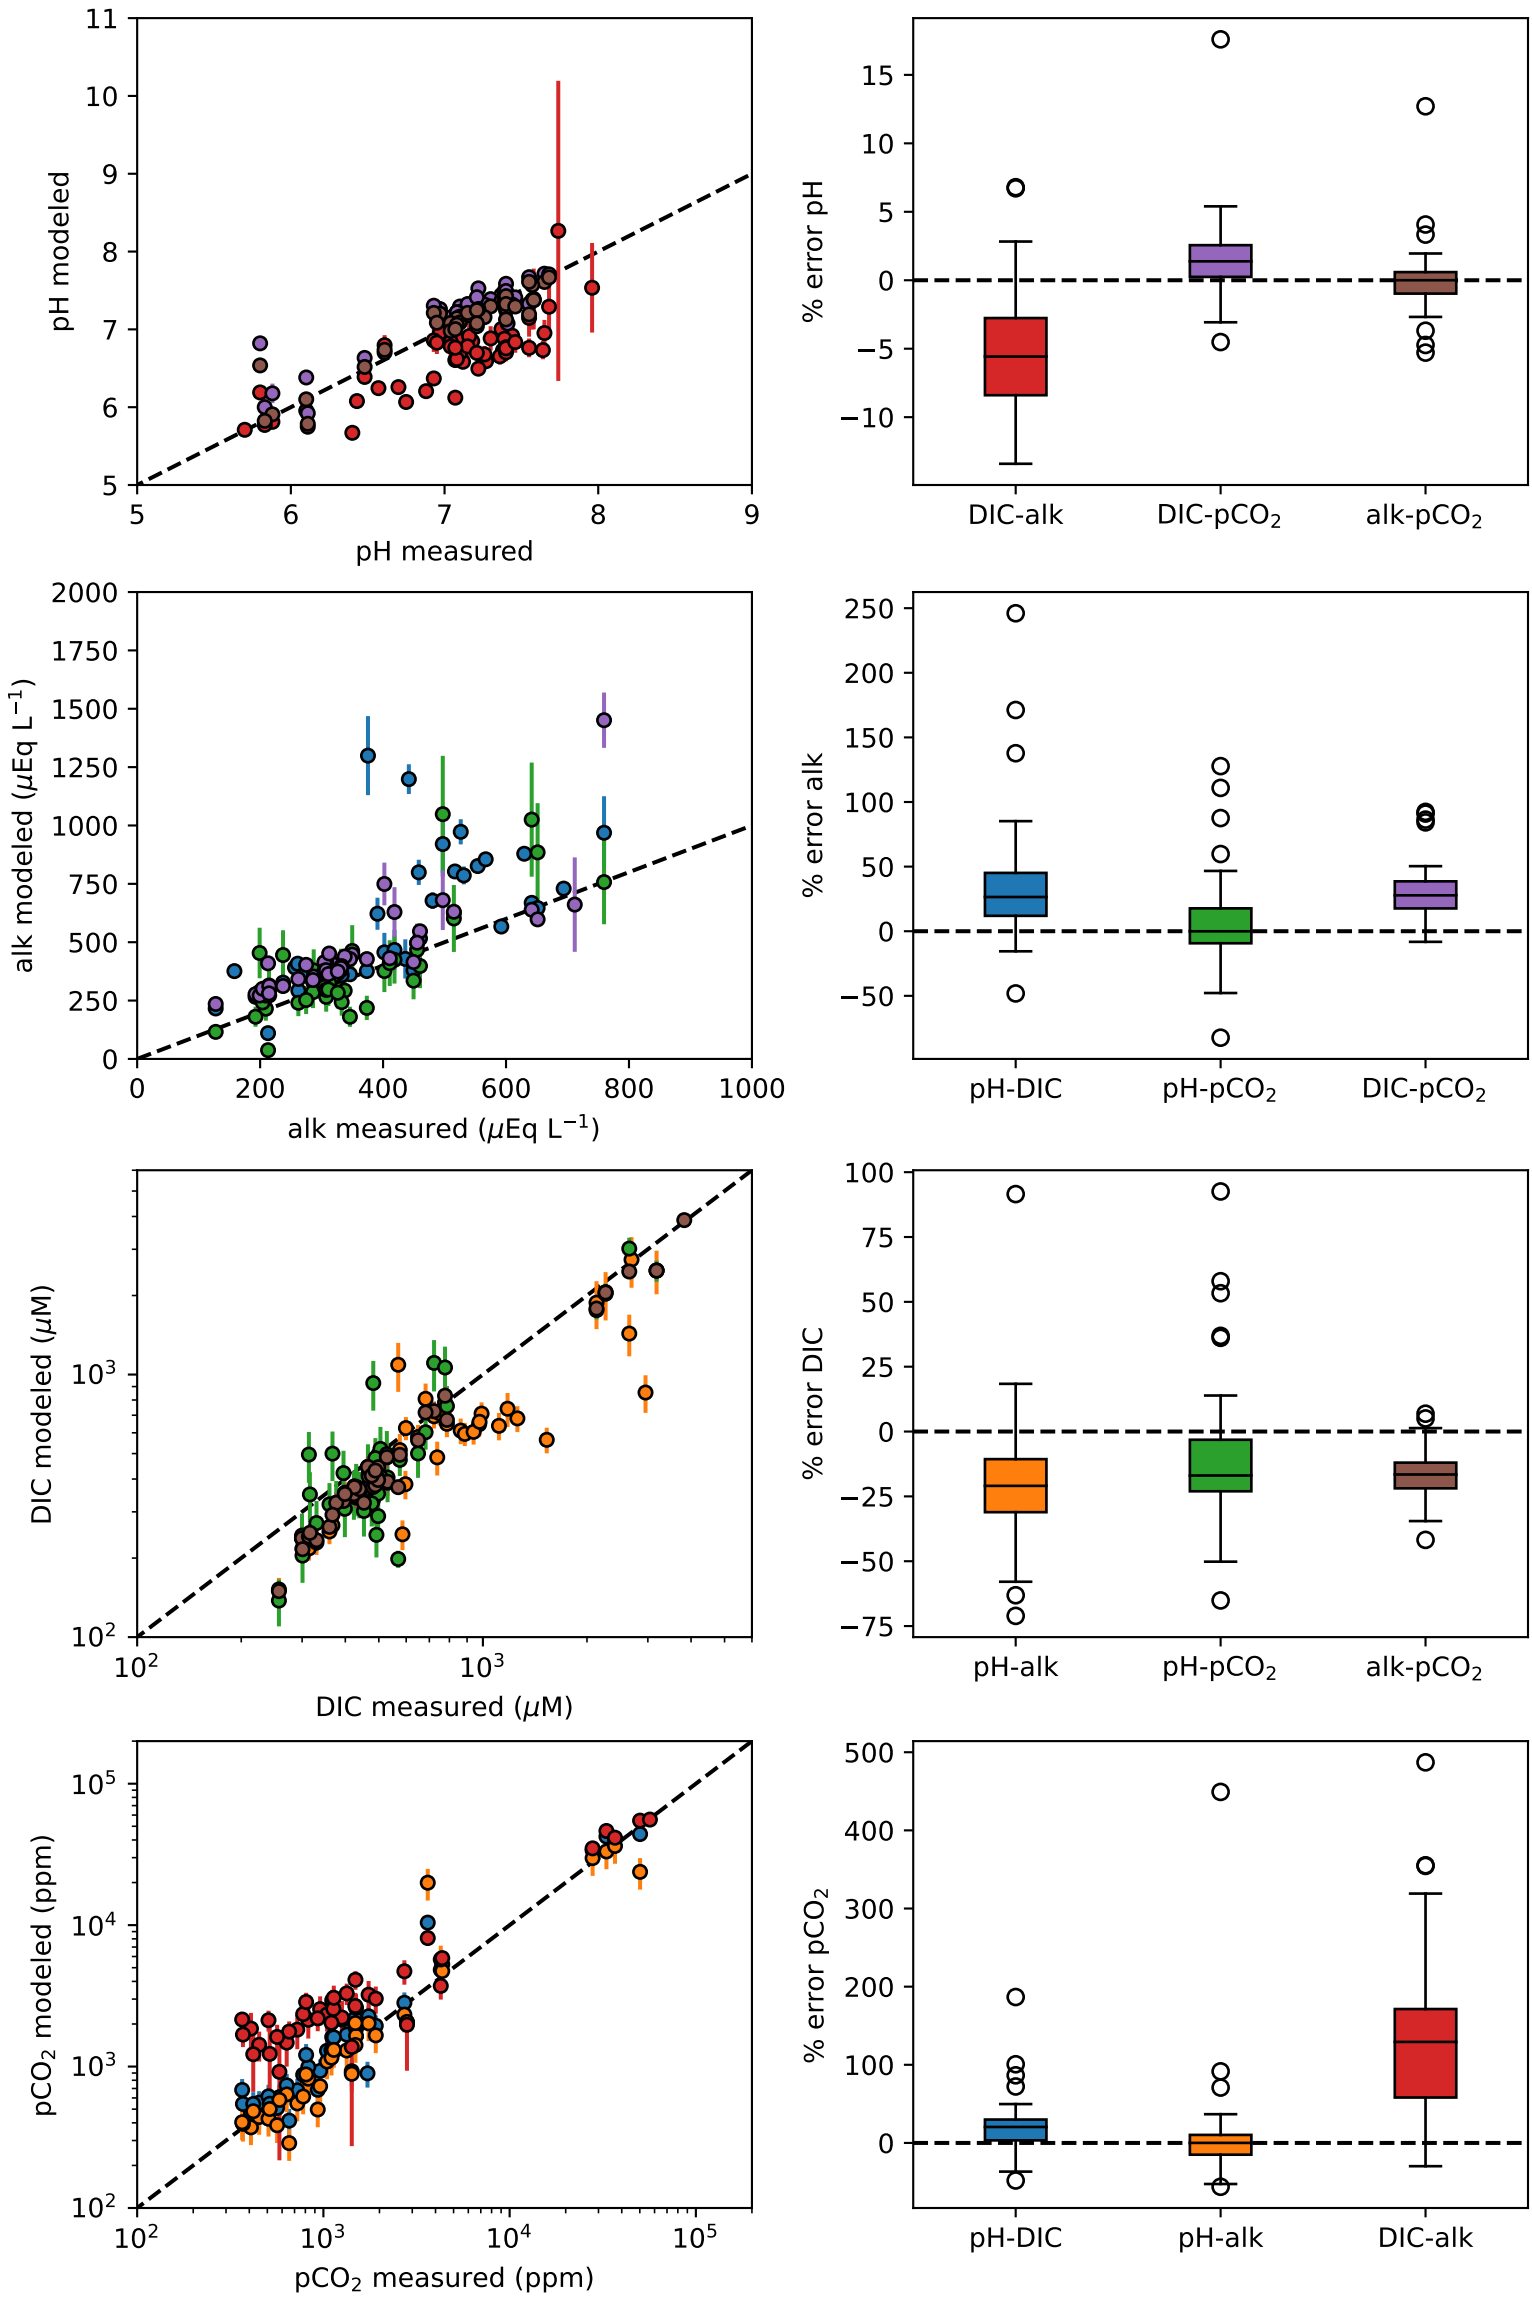 11
10
9
8
7
6
5
pH modeled
5 6 7 8 9
pH measured
15
10
5
0
−5
−10
% error pH
DIC-alk DIC-pCO₂ alk-pCO₂
2000
1750
1500
1250
1000
750
500
250
0
alk modeled (μEq L⁻¹)
0 200 400 600 800 1000
alk measured (μEq L⁻¹)
250
200
150
100
50
0
−50
% error alk
pH-DIC pH-pCO₂ DIC-pCO₂
10³
10²
DIC modeled (μM)
10² 10³
DIC measured (μM)
100
75
50
25
0
−25
−50
−75
% error DIC
pH-alk pH-pCO₂ alk-pCO₂
10⁵
10⁴
10³
10²
pCO₂ modeled (ppm)
10² 10³ 10⁴ 10⁵
pCO₂ measured (ppm)
500
400
300
200
100
0
% error pCO₂
pH-DIC pH-alk DIC-alk